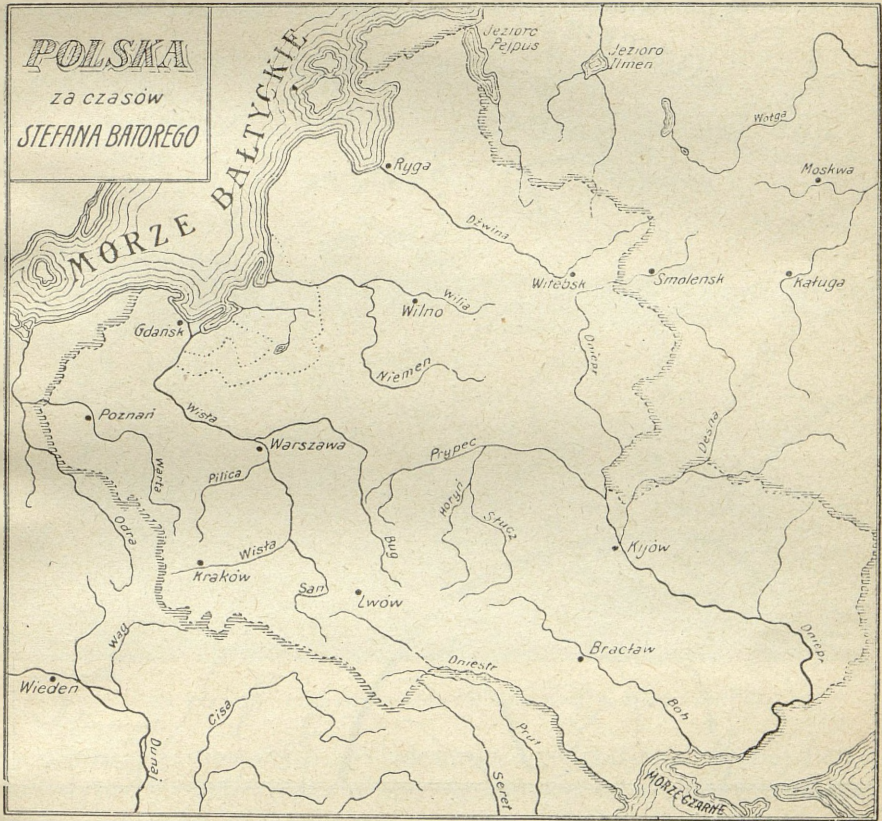 POLSKA
za czasów
STEFANA BATOREGO
MORZE BAŁTYCKIE
Jezioro
Pejpus
Jezioro
Ilmen
Wołga
Moskwa
Ryga
Dźwina
Witebsk
Smoleńsk
Kaługa
Wilno
Wilia
Gdańsk
Niemen
Dniepr
Wisła
Poznań
Warszawa
Desna
Prypeć
Pilica
Warta
Horyń
Słucz
Odra
Bug
Wisła
Kraków
Kijów
San
Lwów
Wag
Dniepr
Bracław
Dniestr
Wieden
Cisa
Boh
Prut
Dunaj
Seret
MORZE CZARNE